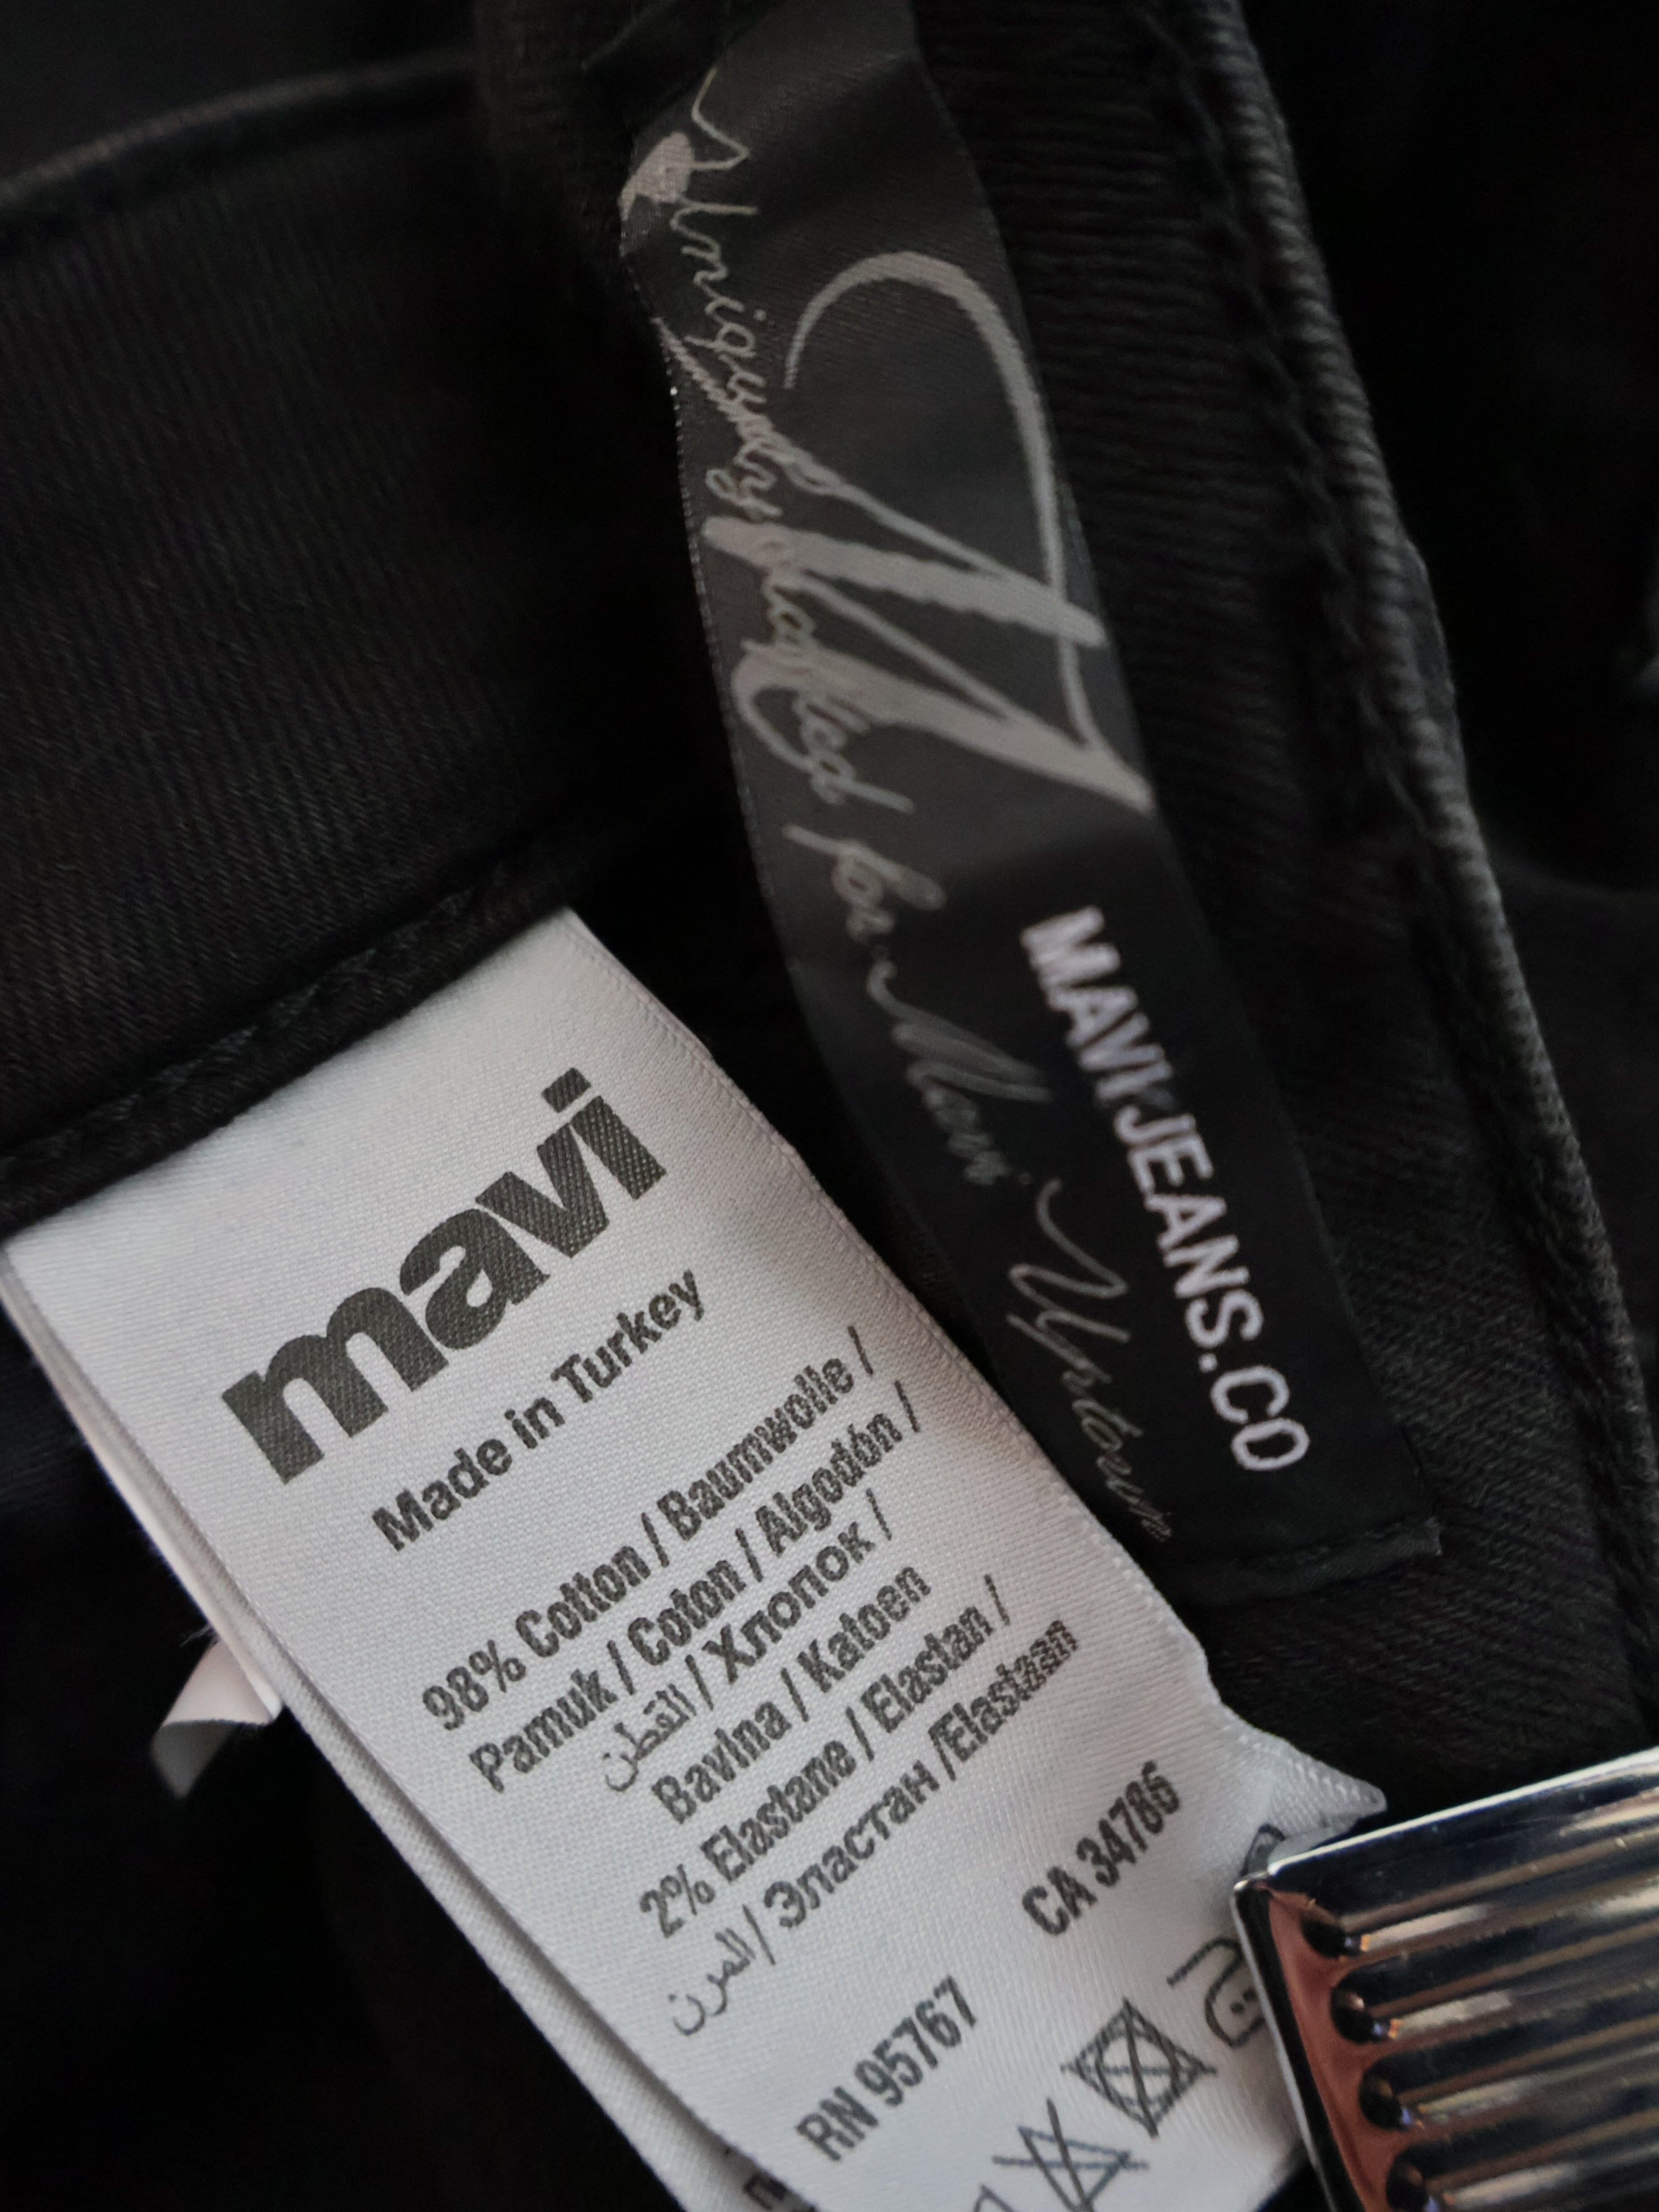 Uniquely crafted for Mavi Uptown
MAVIJEANS.CO
mavi
Made in Turkey
98% Cotton / Baumwolle /
Pamuk / Coton / Algodón /
القطن / Хлопок /
Bavlna / Katoen
2% Elastane / Elastan /
المرن / Эластан /Elastaan
CA 34786
RN 95767